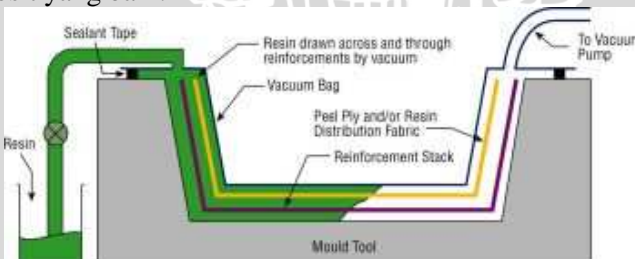 yang
Sealant Tape
Resin drawn across and through
reinforcements by vacuum
Vacuum Bag
To Vacuum
Pump
Peel Ply and/or Resin
Distribution Fabric
Resin
Reinforcement Stack
Mould Tool